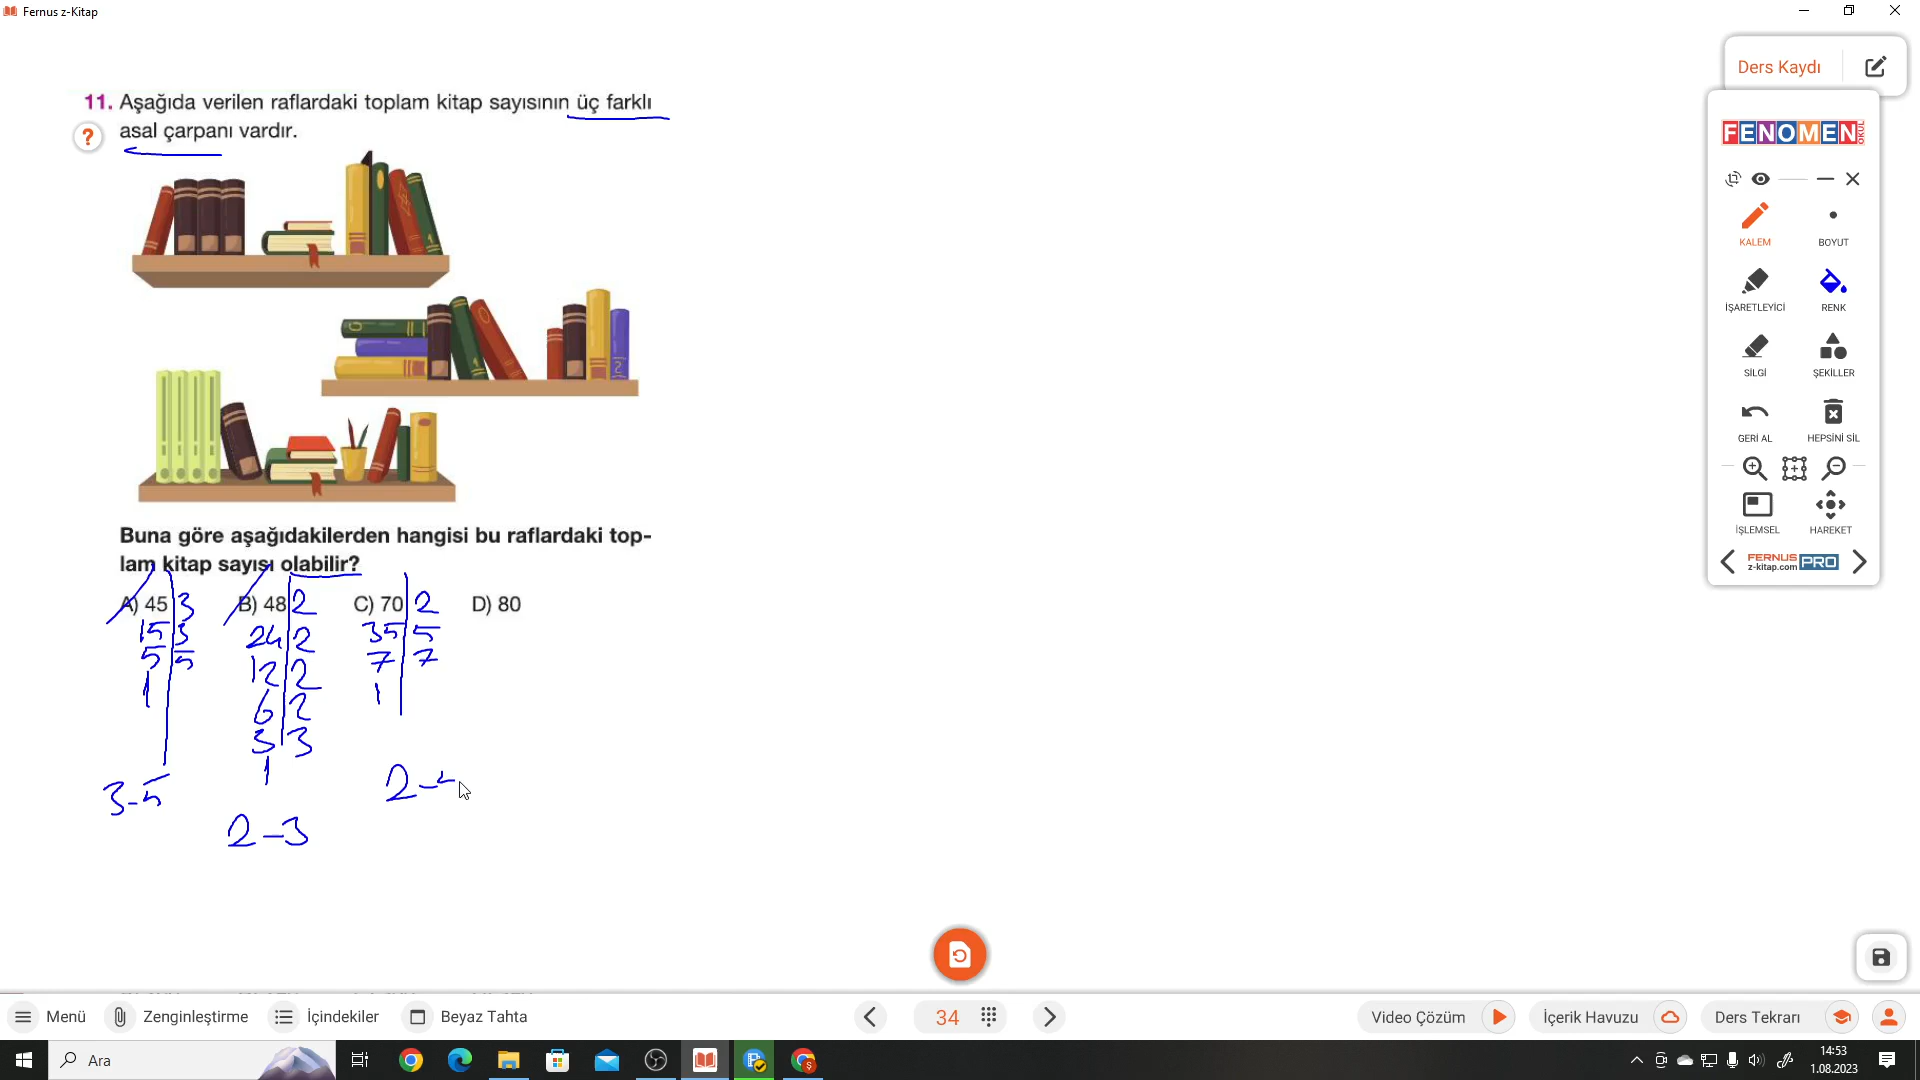 Fernus z-Kitap
Ders Kaydı
11. Aşağıda verilen raflardaki toplam kitap sayısının üç farklı
asal çarpanı vardır.
?
Buna göre aşağıdakilerden hangisi bu raflardaki top-
lam kitap sayısı olabilir?
A) 45 B) 48 C) 70 D) 80
3 2 2
15 3 24 2 35 5
5 5 12 2 7 7
1 6 2 1
3 3
1
3-5 2-3 2-
FENOMEN OKUL
KALEM BOYUT
İŞARETLEYİCİ RENK
SİLGİ ŞEKİLLER
GERİ AL HEPSİNİ SİL
İŞLEMSEL HAREKET
FERNUS
z-kitap.com PRO
Menü Zenginleştirme İçindekiler Beyaz Tahta 34 Video Çözüm İçerik Havuzu Ders Tekrarı
Ara 14:53
1.08.2023